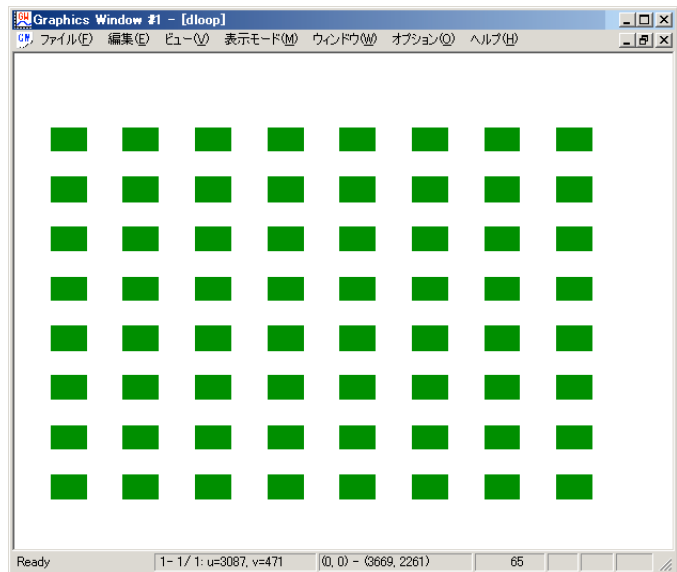 Graphics Window #1 - [dloop]
ファイル(F) 編集(E) ビュー(V) 表示モード(M) ウィンドウ(W) オプション(O) ヘルプ(H)
Ready 1- 1/ 1: u=3087, v=471 (0, 0) - (3669, 2261) 65